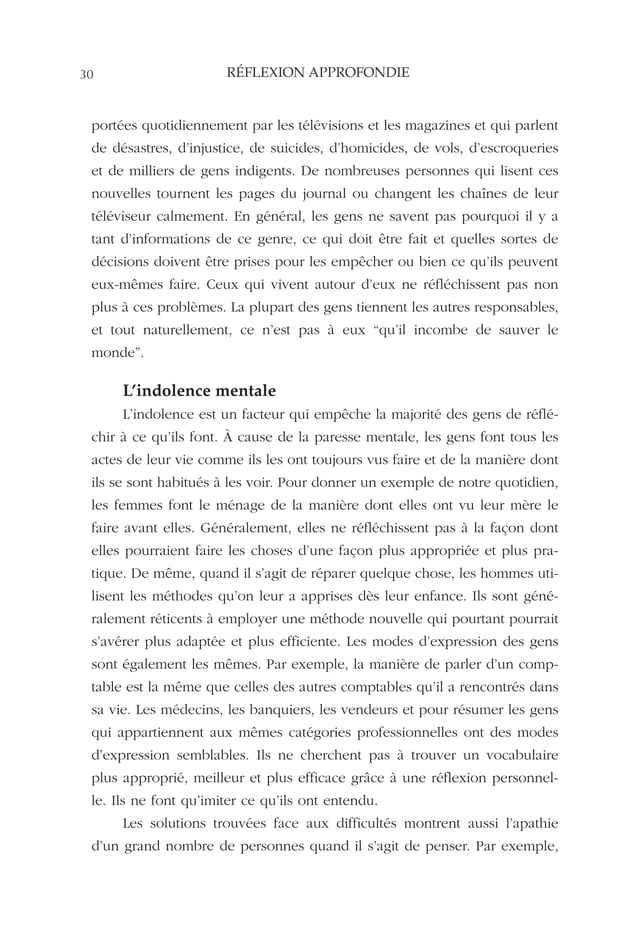 30
RÉFLEXION APPROFONDIE
portées quotidiennement par les télévisions et les magazines et qui parlent
de désastres, d’injustice, de suicides, d’homicides, de vols, d’escroqueries
et de milliers de gens indigents. De nombreuses personnes qui lisent ces
nouvelles tournent les pages du journal ou changent les chaînes de leur
téléviseur calmement. En général, les gens ne savent pas pourquoi il y a
tant d’informations de ce genre, ce qui doit être fait et quelles sortes de
décisions doivent être prises pour les empêcher ou bien ce qu’ils peuvent
eux-mêmes faire. Ceux qui vivent autour d’eux ne réfléchissent pas non
plus à ces problèmes. La plupart des gens tiennent les autres responsables,
et tout naturellement, ce n’est pas à eux “qu’il incombe de sauver le
monde”.
L’indolence mentale
L’indolence est un facteur qui empêche la majorité des gens de réflé-
chir à ce qu’ils font. À cause de la paresse mentale, les gens font tous les
actes de leur vie comme ils les ont toujours vus faire et de la manière dont
ils se sont habitués à les voir. Pour donner un exemple de notre quotidien,
les femmes font le ménage de la manière dont elles ont vu leur mère le
faire avant elles. Généralement, elles ne réfléchissent pas à la façon dont
elles pourraient faire les choses d’une façon plus appropriée et plus pra-
tique. De même, quand il s’agit de réparer quelque chose, les hommes uti-
lisent les méthodes qu’on leur a apprises dès leur enfance. Ils sont géné-
ralement réticents à employer une méthode nouvelle qui pourtant pourrait
s’avérer plus adaptée et plus efficiente. Les modes d’expression des gens
sont également les mêmes. Par exemple, la manière de parler d’un comp-
table est la même que celles des autres comptables qu’il a rencontrés dans
sa vie. Les médecins, les banquiers, les vendeurs et pour résumer les gens
qui appartiennent aux mêmes catégories professionnelles ont des modes
d’expression semblables. Ils ne cherchent pas à trouver un vocabulaire
plus approprié, meilleur et plus efficace grâce à une réflexion personnel-
le. Ils ne font qu’imiter ce qu’ils ont entendu.
Les solutions trouvées face aux difficultés montrent aussi l’apathie
d’un grand nombre de personnes quand il s’agit de penser. Par exemple,